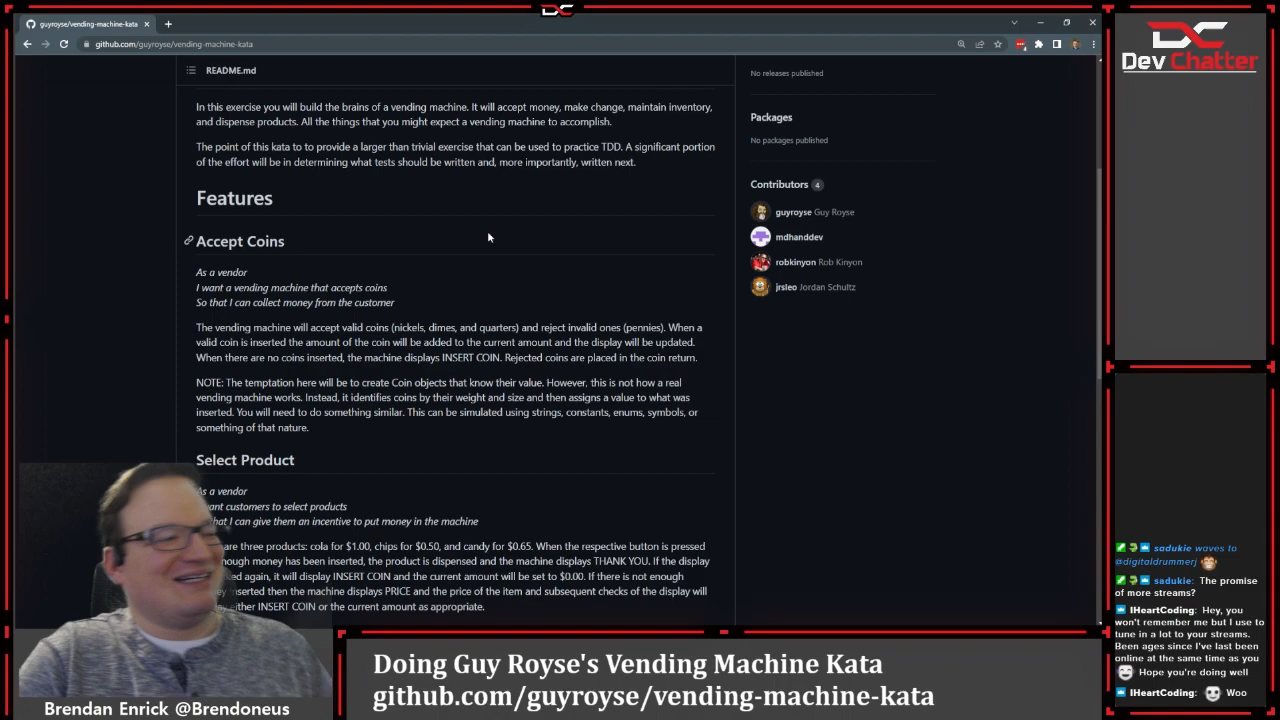 guyroyse/vending-machine-kata
github.com/guyroyse/vending-machine-kata
README.md
In this exercise you will build the brains of a vending machine. It will accept money, make change, maintain inventory,
and dispense products. All the things that you might expect a vending machine to accomplish.
The point of this kata to to provide a larger than trivial exercise that can be used to practice TDD. A significant portion
of the effort will be in determining what tests should be written and, more importantly, written next.
Features
Accept Coins
As a vendor
I want a vending machine that accepts coins
So that I can collect money from the customer
The vending machine will accept valid coins (nickels, dimes, and quarters) and reject invalid ones (pennies). When a
valid coin is inserted the amount of the coin will be added to the current amount and the display will be updated.
When there are no coins inserted, the machine displays INSERT COIN. Rejected coins are placed in the coin return.
NOTE: The temptation here will be to create Coin objects that know their value. However, this is not how a real
vending machine works. Instead, it identifies coins by their weight and size and then assigns a value to what was
inserted. You will need to do something similar. This can be simulated using strings, constants, enums, symbols, or
something of that nature.
Select Product
As a vendor
want customers to select products
that I can give them an incentive to put money in the machine
are three products: cola for $1.00, chips for $0.50, and candy for $0.65. When the respective button is pressed
nough money has been inserted, the product is dispensed and the machine displays THANK YOU. If the display
ed again, it will display INSERT COIN and the current amount will be set to $0.00. If there is not enough
inserted then the machine displays PRICE and the price of the item and subsequent checks of the display will
either INSERT COIN or the current amount as appropriate.
No releases published
Packages
No packages published
Contributors 4
guyroyse Guy Royse
mdhanddev
robkinyon Rob Kinyon
jrsleo Jordan Schultz
DC
DC
Dev Chatter
sadukie waves to
@digitaldrummerj
sadukie: The promise
of more streams?
IHeartCoding: Hey, you
won't remember me but I use to
tune in a lot to your streams.
Been ages since I've last been
online at the same time as you
Hope you're doing well
IHeartCoding: Woo
Doing Guy Royse's Vending Machine Kata
github.com/guyroyse/vending-machine-kata
Brendan Enrick @Brendoneus